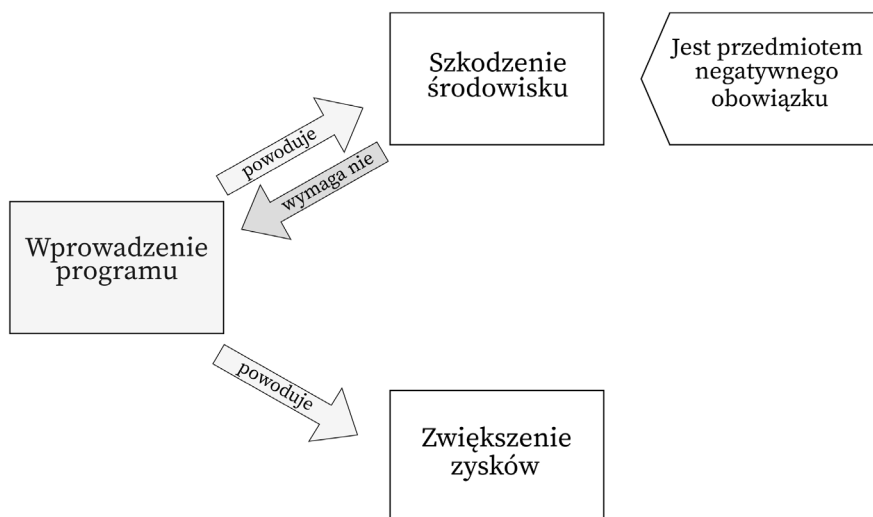 Szkodzenie
środowisku
Jest przedmiotem
negatywnego
obowiązku
powoduje
wymaga nie
Wprowadzenie
programu
powoduje
Zwiększenie
zysków